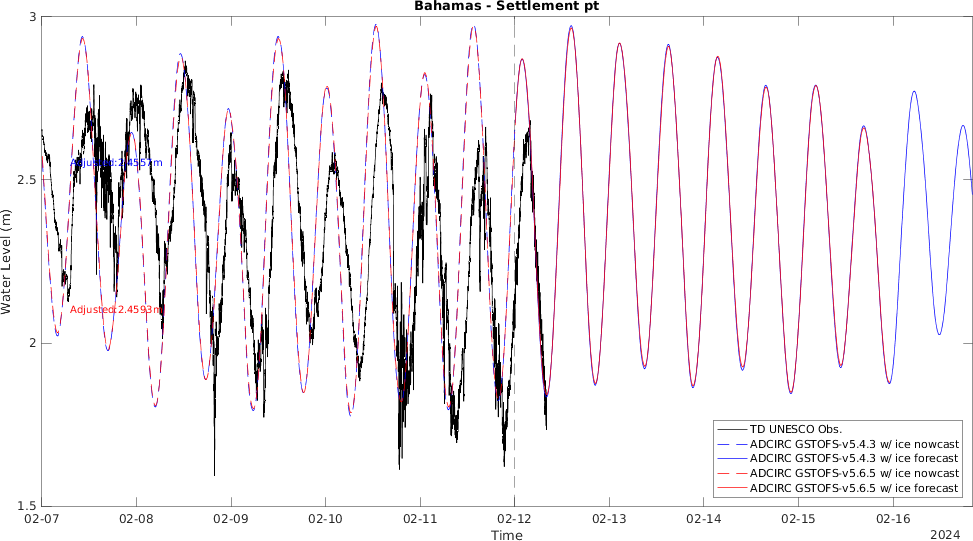 Bahamas - Settlement pt
Water Level (m)
3
2.5
2
1.5
Adjusted:2.4557m
Adjusted:2.4593m
TD UNESCO Obs.
ADCIRC GSTOFS-v5.4.3 w/ ice nowcast
ADCIRC GSTOFS-v5.4.3 w/ ice forecast
ADCIRC GSTOFS-v5.6.5 w/ ice nowcast
ADCIRC GSTOFS-v5.6.5 w/ ice forecast
02-07 02-08 02-09 02-10 02-11 02-12 02-13 02-14 02-15 02-16
Time
2024